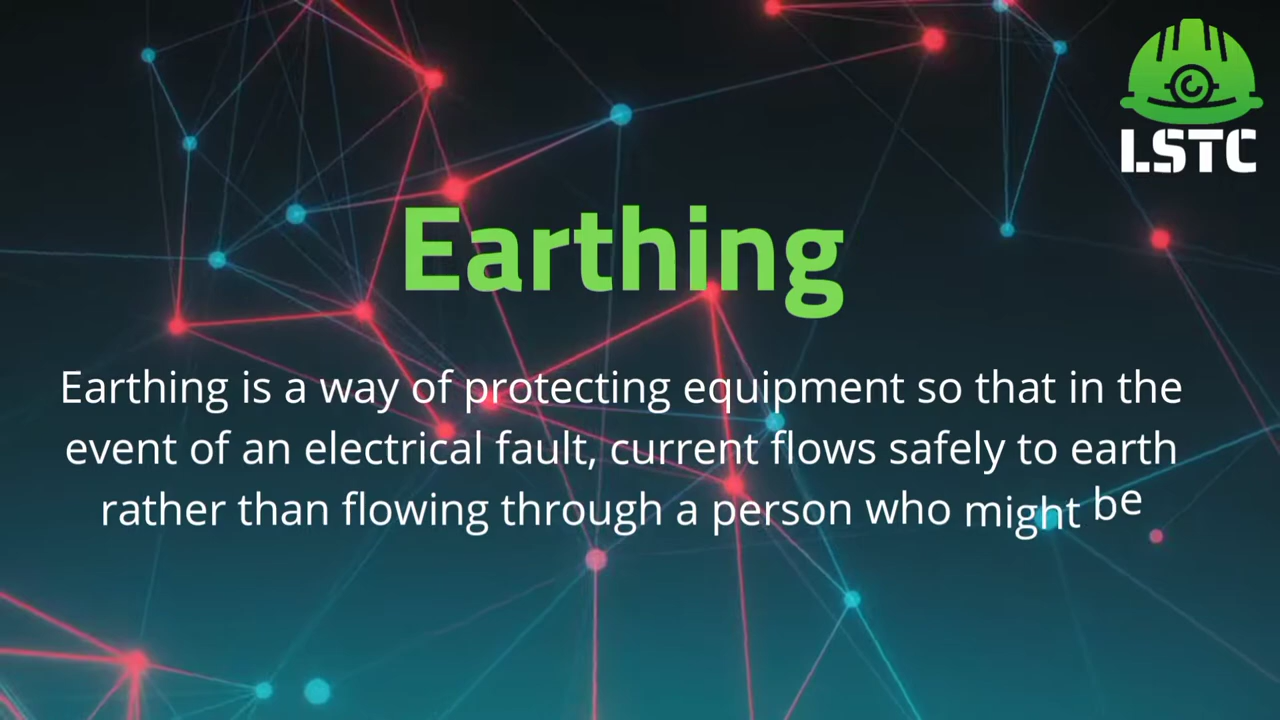 LSTC
Earthing
Earthing is a way of protecting equipment so that in the
event of an electrical fault, current flows safely to earth
rather than flowing through a person who might be